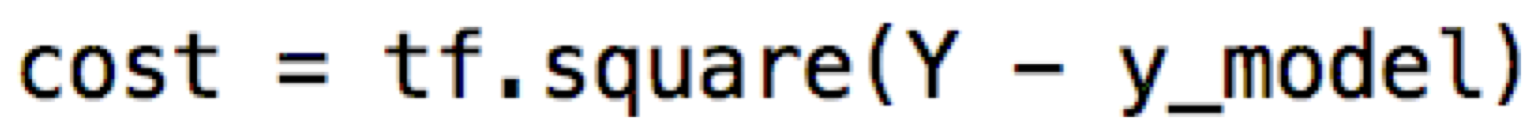 cost = tf.square(Y - y_model)